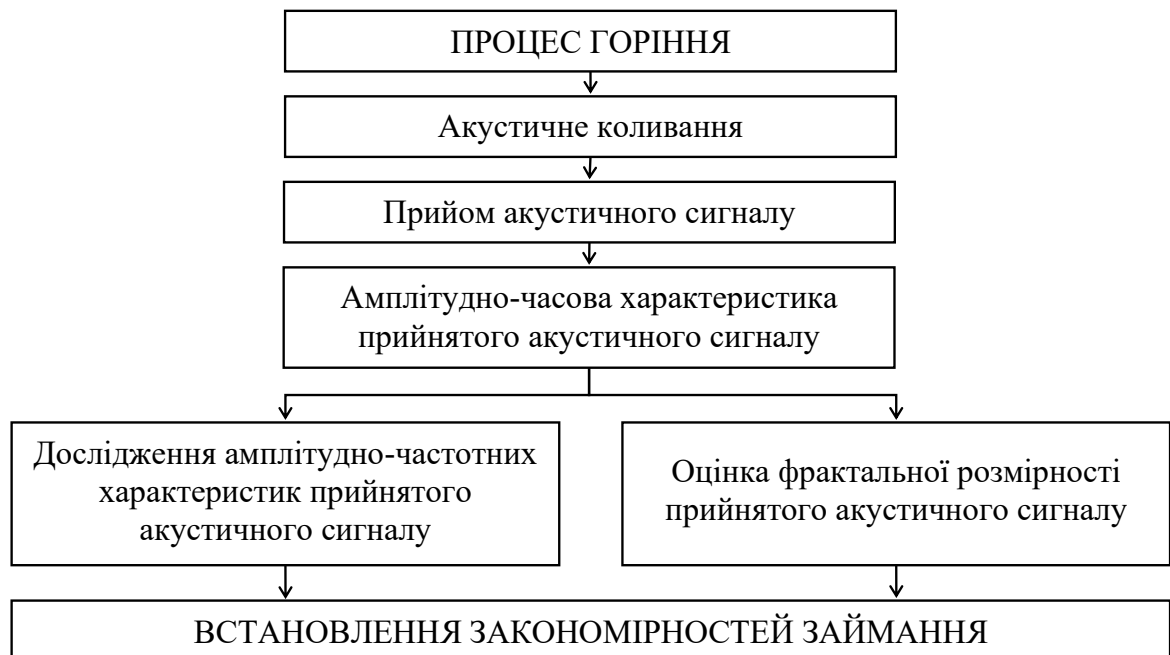 ПРОЦЕС ГОРІННЯ
Акустичне коливання
Прийом акустичного сигналу
Амплітудно-часова характеристика
прийнятого акустичного сигналу
Дослідження амплітудно-частотних
характеристик прийнятого
акустичного сигналу
Оцінка фрактальної розмірності
прийнятого акустичного сигналу
ВСТАНОВЛЕННЯ ЗАКОНОМІРНОСТЕЙ ЗАЙМАННЯ